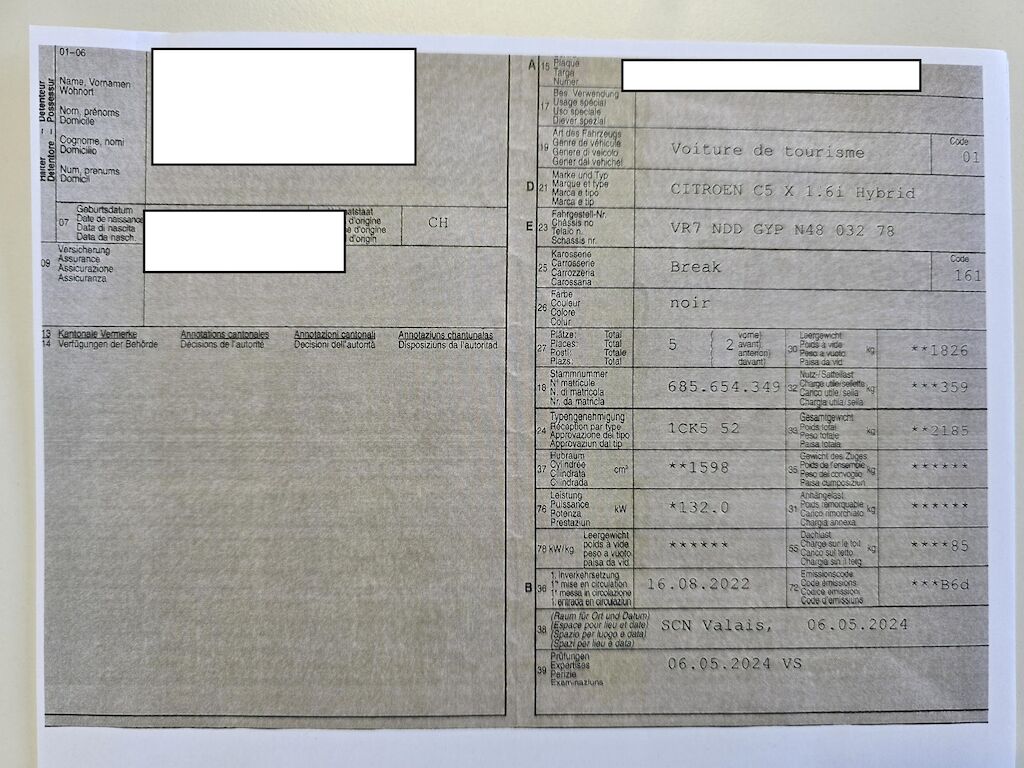 01-06
Halter – Détenteur
Detentore – Possessur
Name, Vornamen
Wohnort
Nom, prénoms
Domicile
Cognome, nomi
Domicilio
Num, prenums
Domicil
07
Geburtsdatum
Date de naissance
Data di nascita
Data da nasch.
d'origine
d'origine
d'origin
CH
09
Versicherung
Assurance
Assicurazione
Assicuranza
13 Kantonale Vermerke Annotations cantonales Annotazioni cantonali Annotaziuns chantunalas
14 Verfügungen der Behörde Décisions de l'autorité Decisioni dell'autorità Disposiziuns da l'autoritad
A 15
Plaque
Targa
Numer
17
Bes. Verwendung
Usage spécial
Uso speciale
Diever spezial
19
Art des Fahrzeugs
Genre de véhicule
Genere di veicolo
Gener dal vehichel
Voiture de tourisme
Code
01
D 21
Marke und Typ
Marque et type
Marca e tipo
Marca e tip
CITROEN C5 X 1.6i Hybrid
E 23
Fahrgestell-Nr.
Châssis no
Telaio n.
Schassis nr.
VR7 NDD GYP N48 032 78
25
Karosserie
Carrosserie
Carrozzeria
Carossaria
Break
Code
161
26
Farbe
Couleur
Colore
Colur
noir
27
Plätze: Total
Places: Total
Posti: Totale
Plazs: Total
5 ( 2
vorne)
avant)
anteriori)
davant)
30
Leergewicht
Poids à vide
Peso a vuoto
Paisa da vid
kg
**1826
18
Stammnummer
N° matricule
N. di matricola
Nr. da matricla
685.654.349
32
Nutz-/Sattellast
Charge utile/sellette
Carico utile/sella
Chargia utila/sella
kg
***359
24
Typengenehmigung
Réception par type
Approvazione del tipo
Approvaziun dal tip
1CK5 52
33
Gesamtgewicht
Poids total
Peso totale
Paisa totala
kg
**2185
37
Hubraum
Cylindrée
Cilindrata
Cilindrada
cm³
**1598
35
Gewicht des Zuges
Poids de l'ensemble
Peso del convoglio
Paisa cumposiziun
kg
******
76
Leistung
Puissance
Potenza
Prestaziun
kW
*132.0
31
Anhängelast
Poids remorquable
Carico rimorchiato
Chargia annexa
kg
******
78 kW/kg
Leergewicht
poids à vide
peso a vuoto
paisa da vid
******
55
Dachlast
Charge sur le toit
Carico sul tetto
Chargia sin il tetg
kg
****85
B 36
1. Inverkehrsetzung
1re mise en circulation
1a messa in circolazione
1. entrada en circulaziun
16.08.2022
72
Emissionscode
Code émissions
Codice emissioni
Code d'emissiuns
***B6d
38
(Raum für Ort und Datum)
(Espace pour lieu et date)
(Spazio per luogo e data)
(Spazi per lieu e data)
SCN Valais, 06.05.2024
39
Prüfungen
Expertises
Perizie
Examinaziuns
06.05.2024 VS